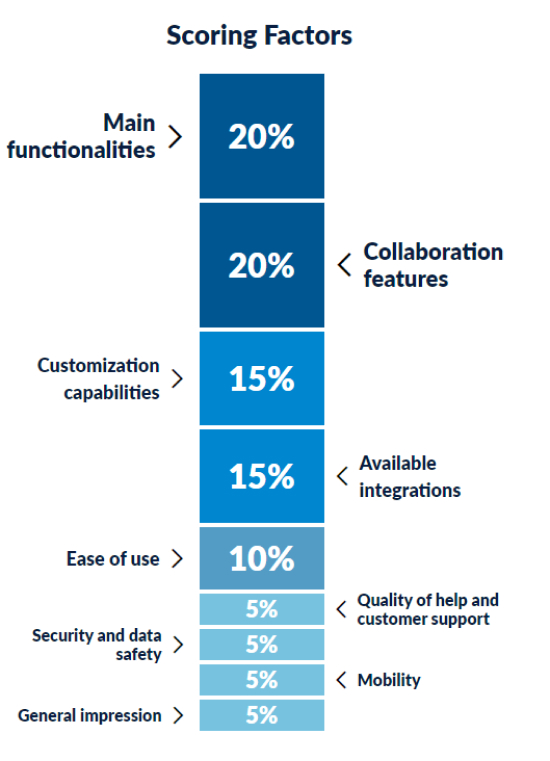 Scoring Factors
Main
functionalities
20%
20%
Collaboration
features
Customization
capabilities
15%
15%
Available
integrations
Ease of use
10%
5%
Quality of help and
customer support
Security and data
safety
5%
5%
Mobility
General impression
5%